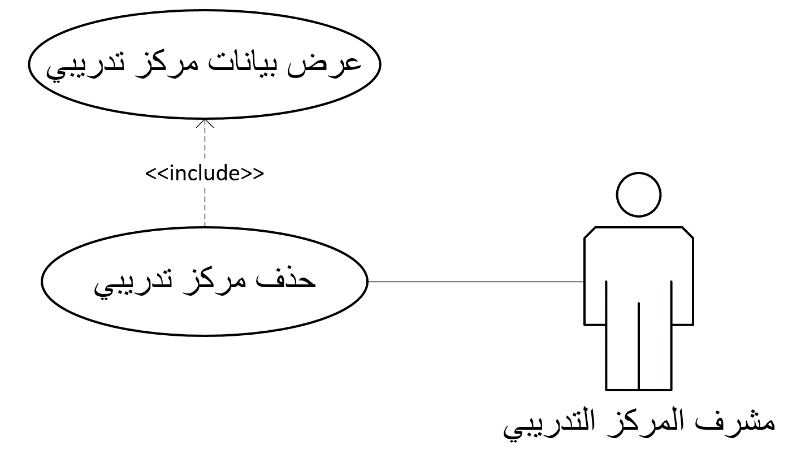 عرض بيانات مركز تدريبي
<<include>>
حذف مركز تدريبي
مشرف المركز التدريبي